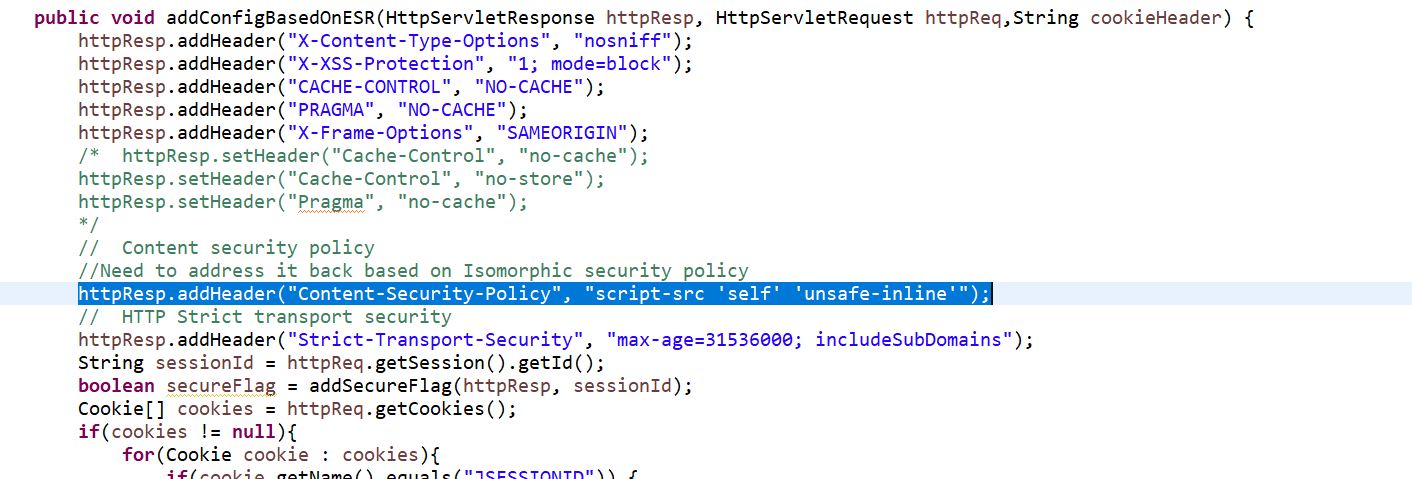 public void addConfigBasedOnESR(HttpServletResponse httpResp, HttpServletRequest httpReq,String cookieHeader) {
httpResp.addHeader("X-Content-Type-Options", "nosniff");
httpResp.addHeader("X-XSS-Protection", "1; mode=block");
httpResp.addHeader("CACHE-CONTROL", "NO-CACHE");
httpResp.addHeader("PRAGMA", "NO-CACHE");
httpResp.addHeader("X-Frame-Options", "SAMEORIGIN");
/*  httpResp.setHeader("Cache-Control", "no-cache");
httpResp.setHeader("Cache-Control", "no-store");
httpResp.setHeader("Pragma", "no-cache");
*/
//  Content security policy
//Need to address it back based on Isomorphic security policy
httpResp.addHeader("Content-Security-Policy", "script-src 'self' 'unsafe-inline'");
//  HTTP Strict transport security
httpResp.addHeader("Strict-Transport-Security", "max-age=31536000; includeSubDomains");
String sessionId = httpReq.getSession().getId();
boolean secureFlag = addSecureFlag(httpResp, sessionId);
Cookie[] cookies = httpReq.getCookies();
if(cookies != null){
for(Cookie cookie : cookies){
if(cookie.getName().equals("JSESSIONID")) {